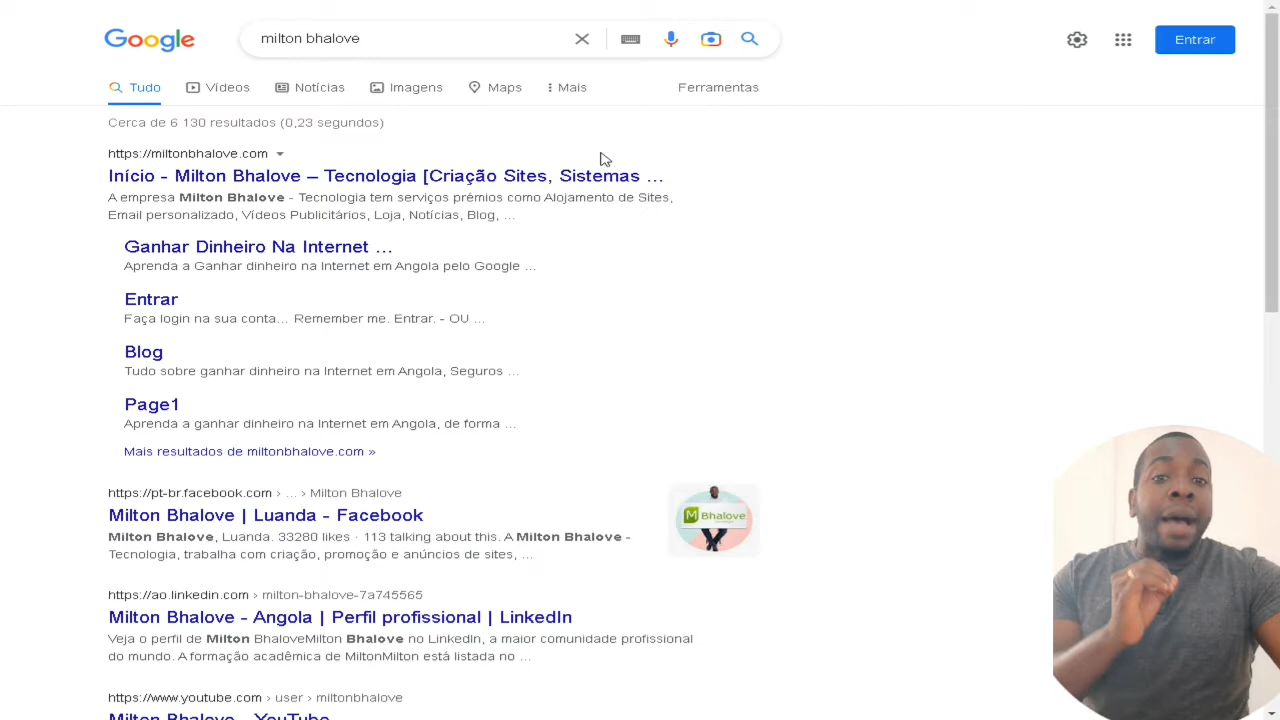 Google
milton bhalove
Entrar
Tudo Vídeos Notícias Imagens Maps Mais Ferramentas
Cerca de 6 130 resultados (0,23 segundos)
https://miltonbhalove.com
Início - Milton Bhalove – Tecnologia [Criação Sites, Sistemas ...
A empresa Milton Bhalove - Tecnologia tem serviços prémios como Alojamento de Sites,
Email personalizado, Vídeos Publicitários, Loja, Notícias, Blog, ...
Ganhar Dinheiro Na Internet ...
Aprenda a Ganhar dinheiro na Internet em Angola pelo Google ...
Entrar
Faça login na sua conta... Remember me. Entrar. - OU ...
Blog
Tudo sobre ganhar dinheiro na Internet em Angola, Seguros ...
Page1
Aprenda a ganhar dinheiro na Internet em Angola, de forma ...
Mais resultados de miltonbhalove.com »
https://pt-br.facebook.com › ... › Milton Bhalove
Milton Bhalove | Luanda - Facebook
Milton Bhalove, Luanda. 33280 likes · 113 talking about this. A Milton Bhalove -
Tecnologia, trabalha com criação, promoção e anúncios de sites, ...
M Bhalove
https://ao.linkedin.com › milton-bhalove-7a745565
Milton Bhalove - Angola | Perfil profissional | LinkedIn
Veja o perfil de Milton BhaloveMilton Bhalove no LinkedIn, a maior comunidade profissional
do mundo. A formação acadêmica de MiltonMilton está listada no ...
https://www.youtube.com › user › miltonbhalove
Milton Bhalove - YouTube